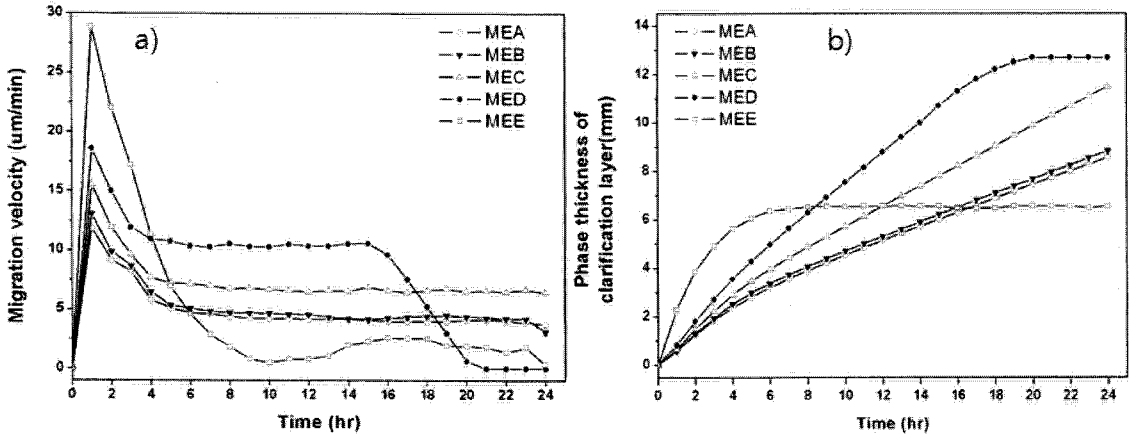 a)
MEA
MEB
MEC
MED
MEE
30
25
20
15
10
5
0
Migration velocity (um/min)
0 2 4 6 8 10 12 14 16 18 20 22 24
Time (hr)
b)
MEA
MEB
MEC
MED
MEE
14
12
10
8
6
4
2
0
Phase thickness of
clarification layer(mm)
0 2 4 6 8 10 12 14 16 18 20 22 24
Time (hr)